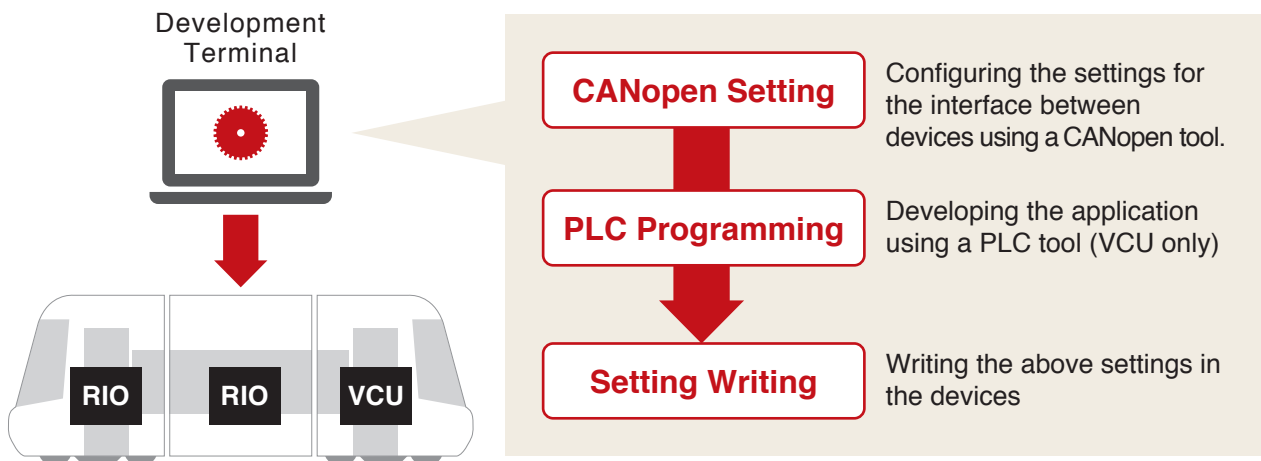 Development
Terminal
RIO
RIO
VCU
CANopen Setting
Configuring the settings for
the interface between
devices using a CANopen tool.
PLC Programming
Developing the application
using a PLC tool (VCU only)
Setting Writing
Writing the above settings in
the devices